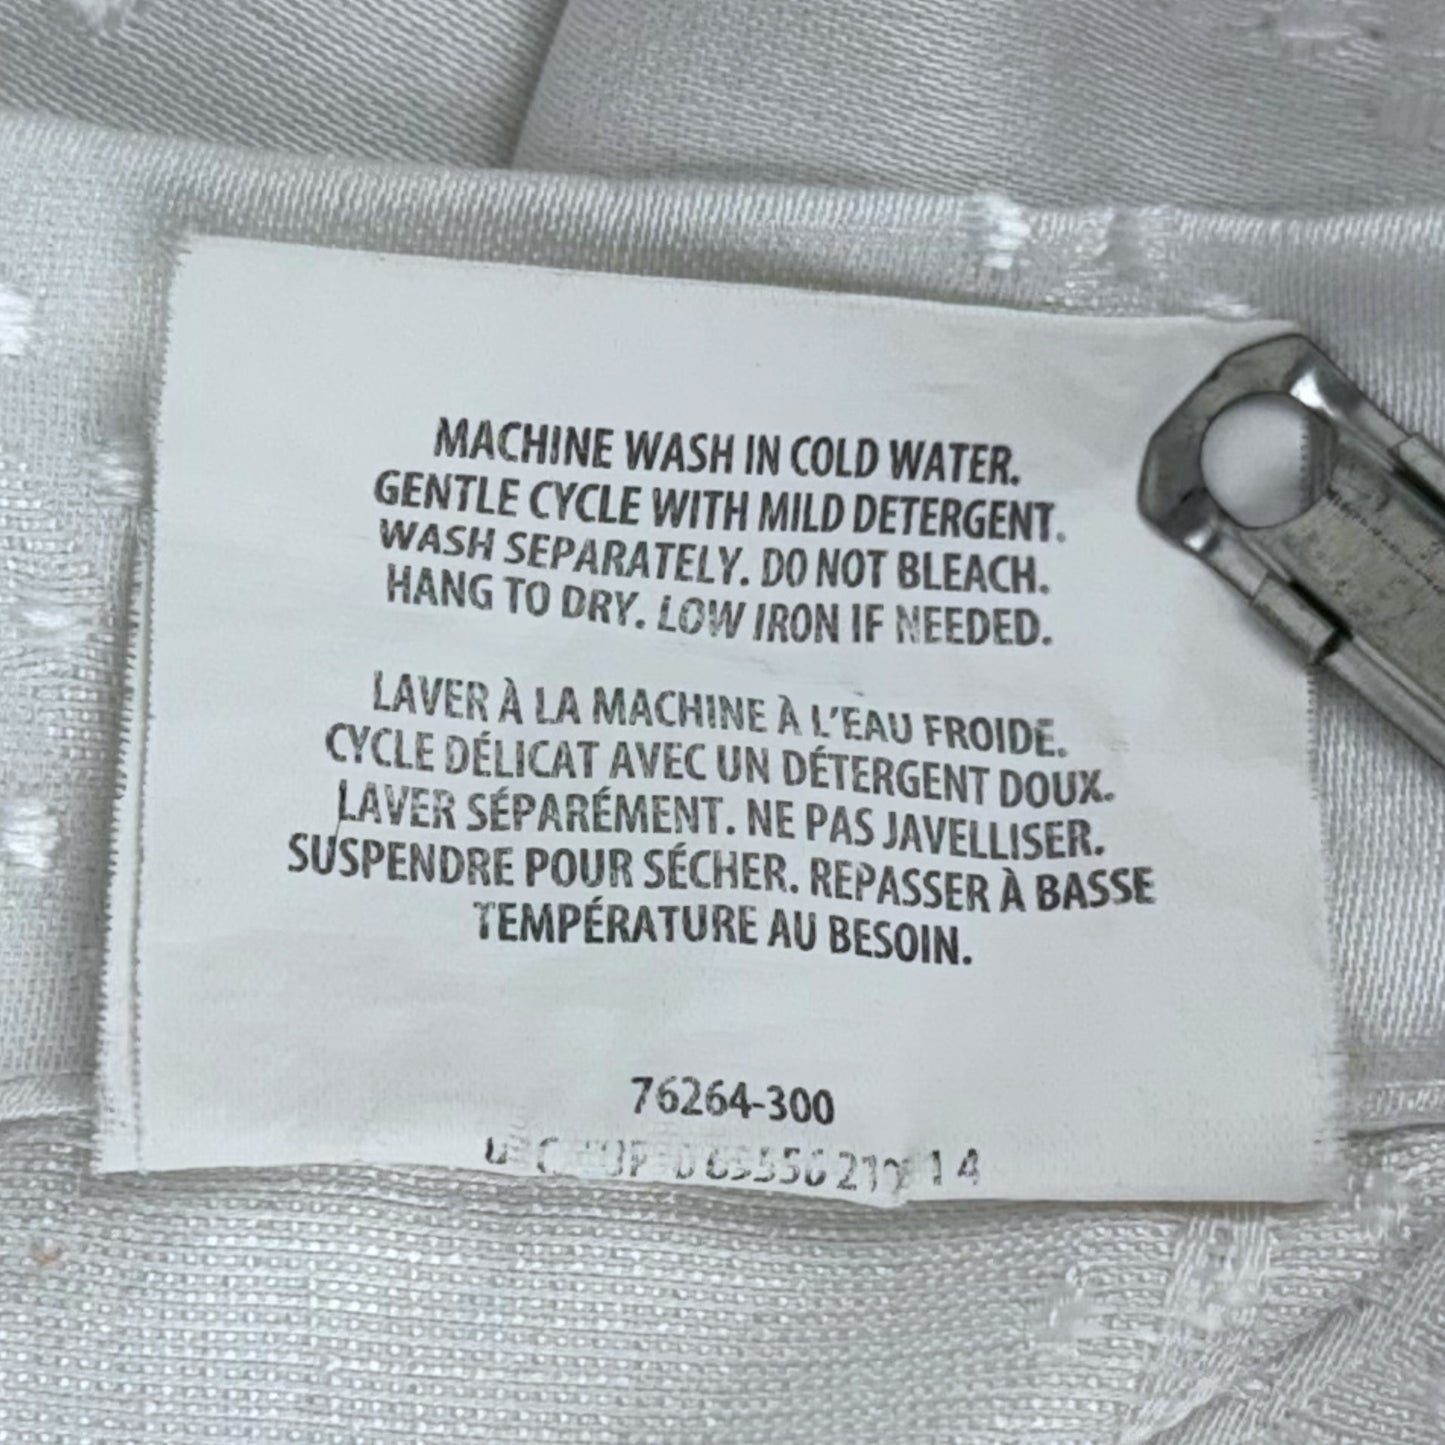 MACHINE WASH IN COLD WATER.
GENTLE CYCLE WITH MILD DETERGENT.
WASH SEPARATELY. DO NOT BLEACH.
HANG TO DRY. LOW IRON IF NEEDED.
LAVER À LA MACHINE À L'EAU FROIDE.
CYCLE DÉLICAT AVEC UN DÉTERGENT DOUX.
LAVER SÉPARÉMENT. NE PAS JAVELLISER.
SUSPENDRE POUR SÉCHER. REPASSER À BASSE
TEMPÉRATURE AU BESOIN.
76264-300